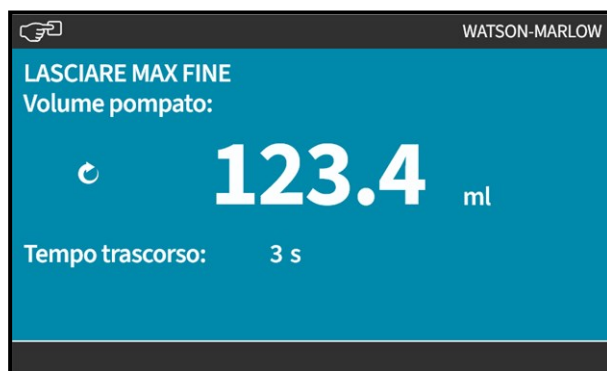 WATSON-MARLOW
LASCIARE MAX FINE
Volume pompato:
123.4 ml
Tempo trascorso: 3 s